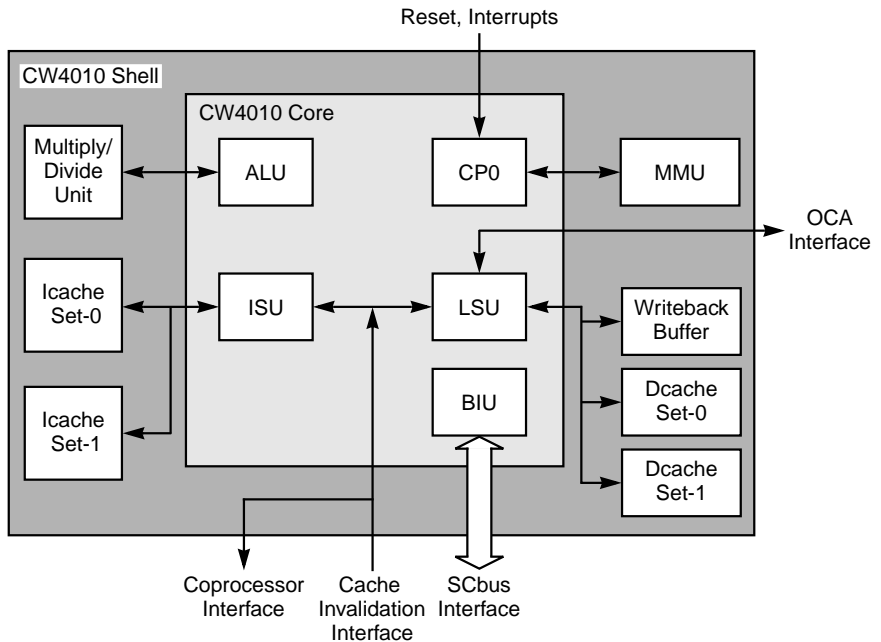 Reset, Interrupts
CW4010 Shell
CW4010 Core
Multiply/
Divide
Unit
ALU
CP0
MMU
OCA
Interface
Icache
Set-0
ISU
LSU
Writeback
Buffer
Icache
Set-1
BIU
Dcache
Set-0
Dcache
Set-1
Coprocessor
Interface
Cache
Invalidation
Interface
SCbus
Interface